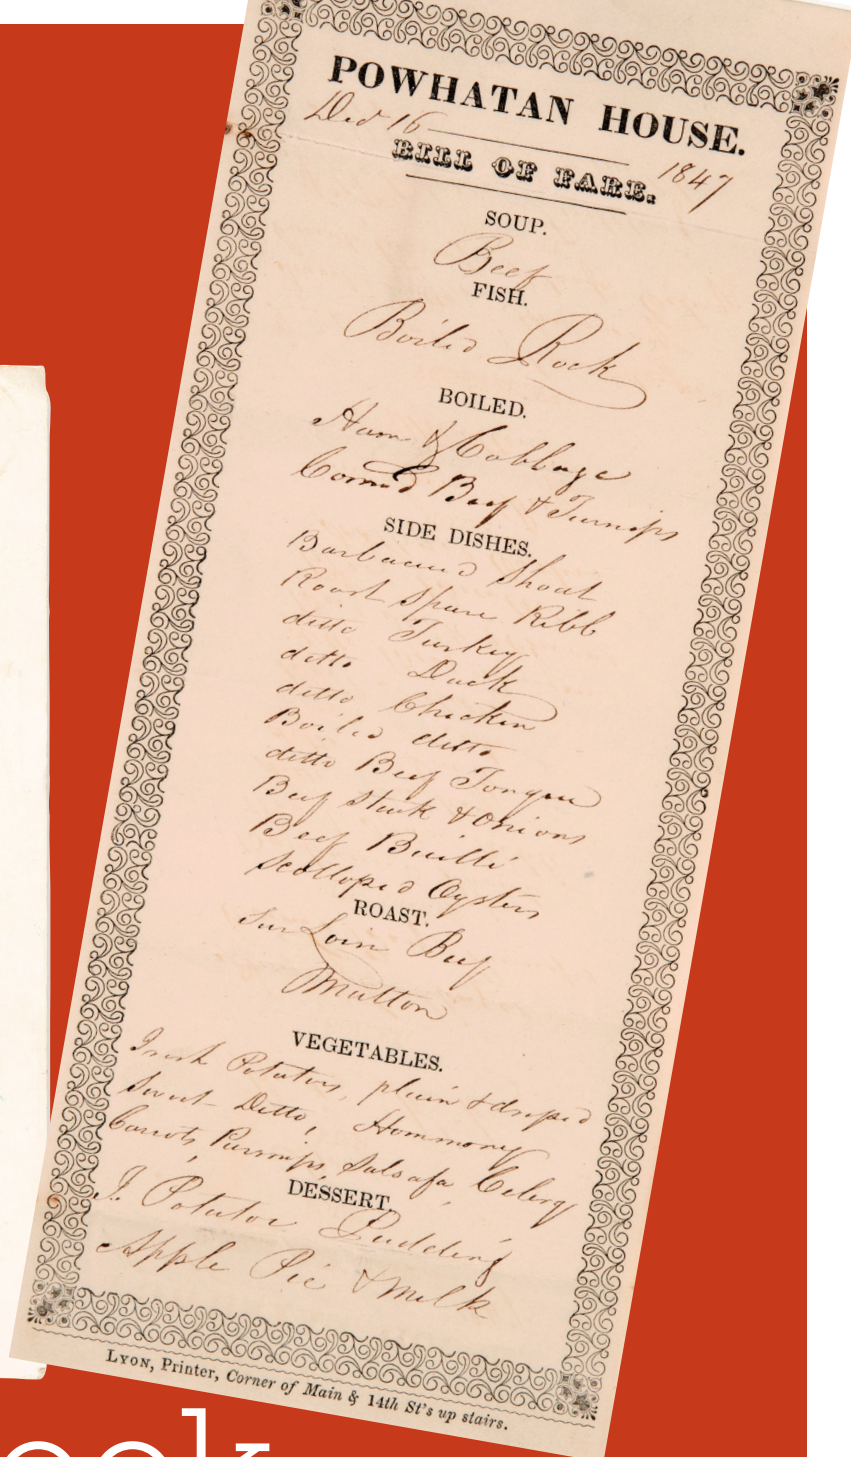 POWHATAN HOUSE.
Dec 16
1847
BILL OF FARE.
SOUP.
Beef
FISH.
Boiled Rock
BOILED.
Ham & Cabbage
Corned Beef & Turnips
SIDE DISHES.
Barbacued Shoat
Roast Spare Ribb
ditto Turkey
ditto Duck
ditto Chicken
Boiled ditto
ditto Beef Tongue
Beef Steak & Onions
Beef Buillé
Scolloped Oysters
ROAST.
Sur Loin Beef
Mutton
VEGETABLES.
Irish Potatoes, plain & dresed
Sweet Ditto, Hommony
Carrots, Parsnips, Salsafa, Celery
DESSERT.
I. Potatoe Pudding
Apple Pie & Milk
LYON, Printer, Corner of Main & 14th St's up stairs.